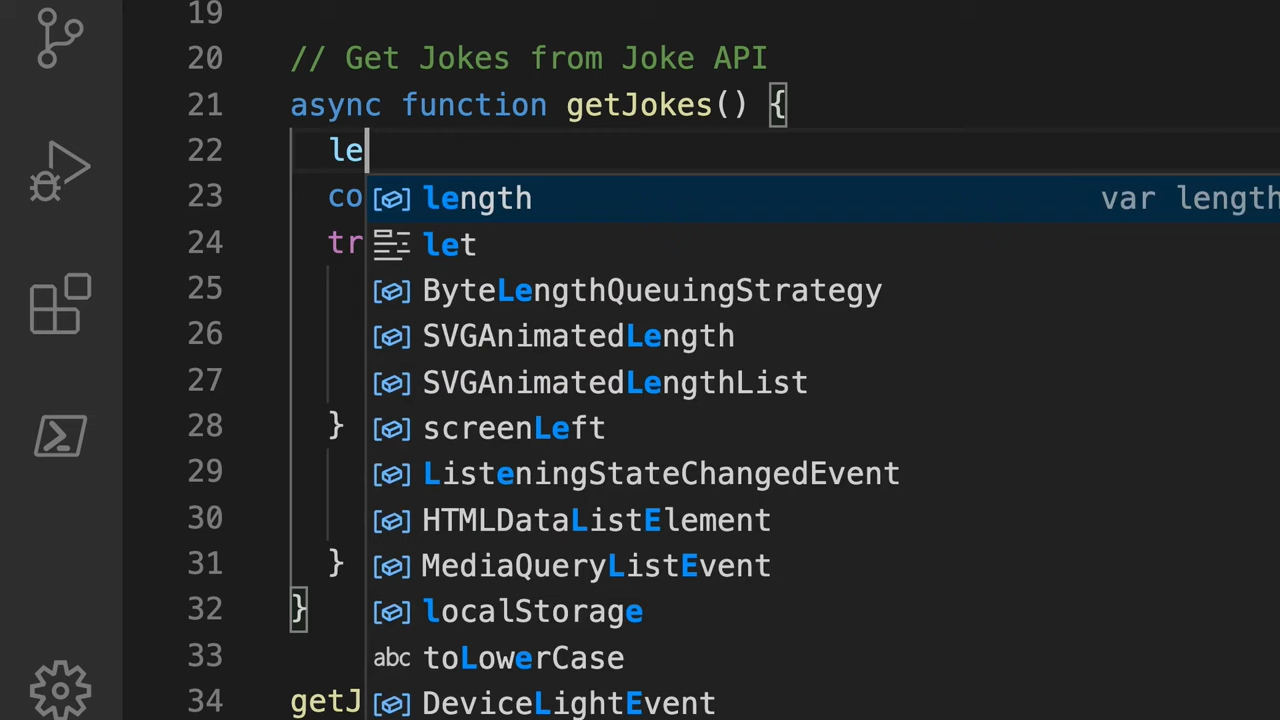 19
20 // Get Jokes from Joke API
21 async function getJokes() {
22 le
23 co length var length
24 tr let
25 ByteLengthQueuingStrategy
26 SVGAnimatedLength
27 SVGAnimatedLengthList
28 } screenLeft
29 ListeningStateChangedEvent
30 HTMLDataListElement
31 } MediaQueryListEvent
32 } localStorage
33 abc toLowerCase
34 getJ DeviceLightEvent